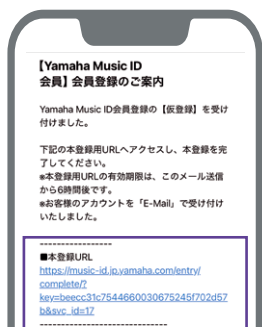 【Yamaha Music ID
会員】会員登録のご案内
Yamaha Music ID会員登録の【仮登録】を受け
付けました。
下記の本登録用URLへアクセスし、本登録を完
了してください。
※本登録用URLの有効期限は、このメール送信
から6時間後です。
※お客様のアカウントを「E-Mail」で受け付け
いたしました。
-----------------
■本登録URL
https://music-id.jp.yamaha.com/entry/
complete/?
key=beecc31c7544660030675245f702d57
b&svc_id=17
------------------------------